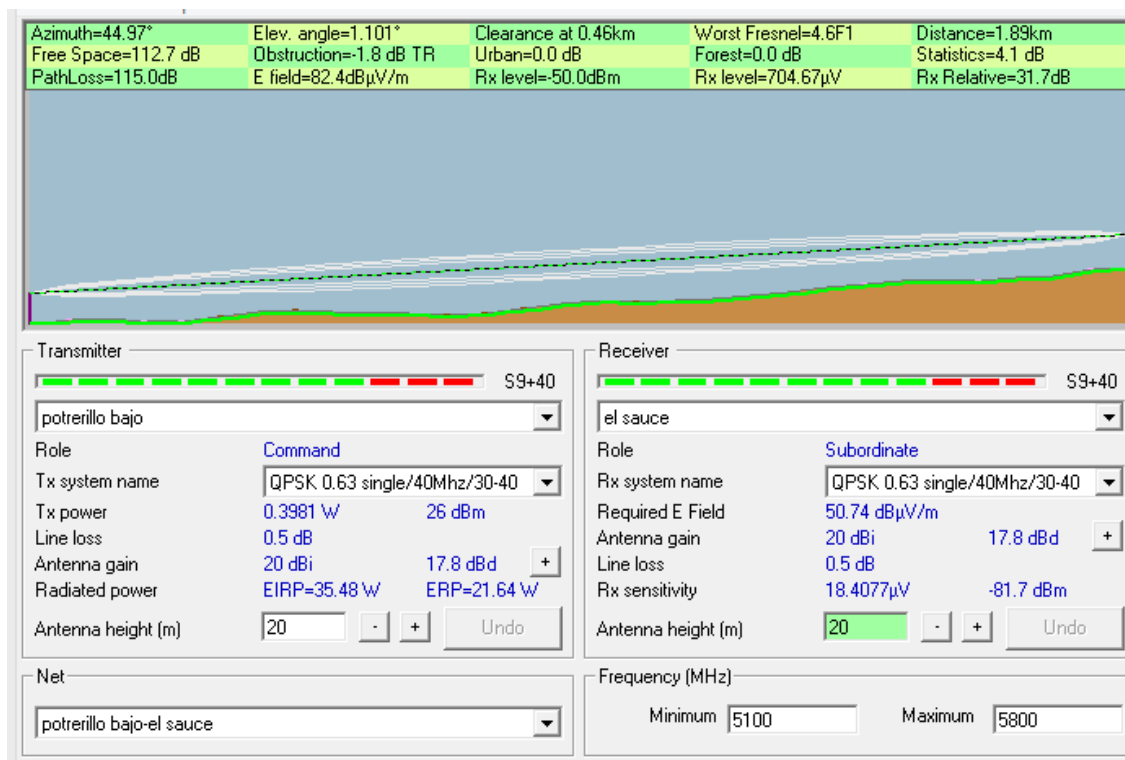 Azimuth=44.97° Elev. angle=1.101° Clearance at 0.46km Worst Fresnel=4.6F1 Distance=1.89km
Free Space=112.7 dB Obstruction=-1.8 dB TR Urban=0.0 dB Forest=0.0 dB Statistics=4.1 dB
PathLoss=115.0dB E field=82.4dBµV/m Rx level=-50.0dBm Rx level=704.67µV Rx Relative=31.7dB
Transmitter
S9+40
potrerillo bajo
Role Command
Tx system name QPSK 0.63 single/40Mhz/30-40
Tx power 0.3981 W 26 dBm
Line loss 0.5 dB
Antenna gain 20 dBi 17.8 dBd +
Radiated power EIRP=35.48 W ERP=21.64 W
Antenna height (m) 20 - + Undo
Receiver
S9+40
el sauce
Role Subordinate
Rx system name QPSK 0.63 single/40Mhz/30-40
Required E Field 50.74 dBµV/m
Antenna gain 20 dBi 17.8 dBd +
Line loss 0.5 dB
Rx sensitivity 18.4077µV -81.7 dBm
Antenna height (m) 20 - + Undo
Net
potrerillo bajo-el sauce
Frequency (MHz)
Minimum 5100 Maximum 5800